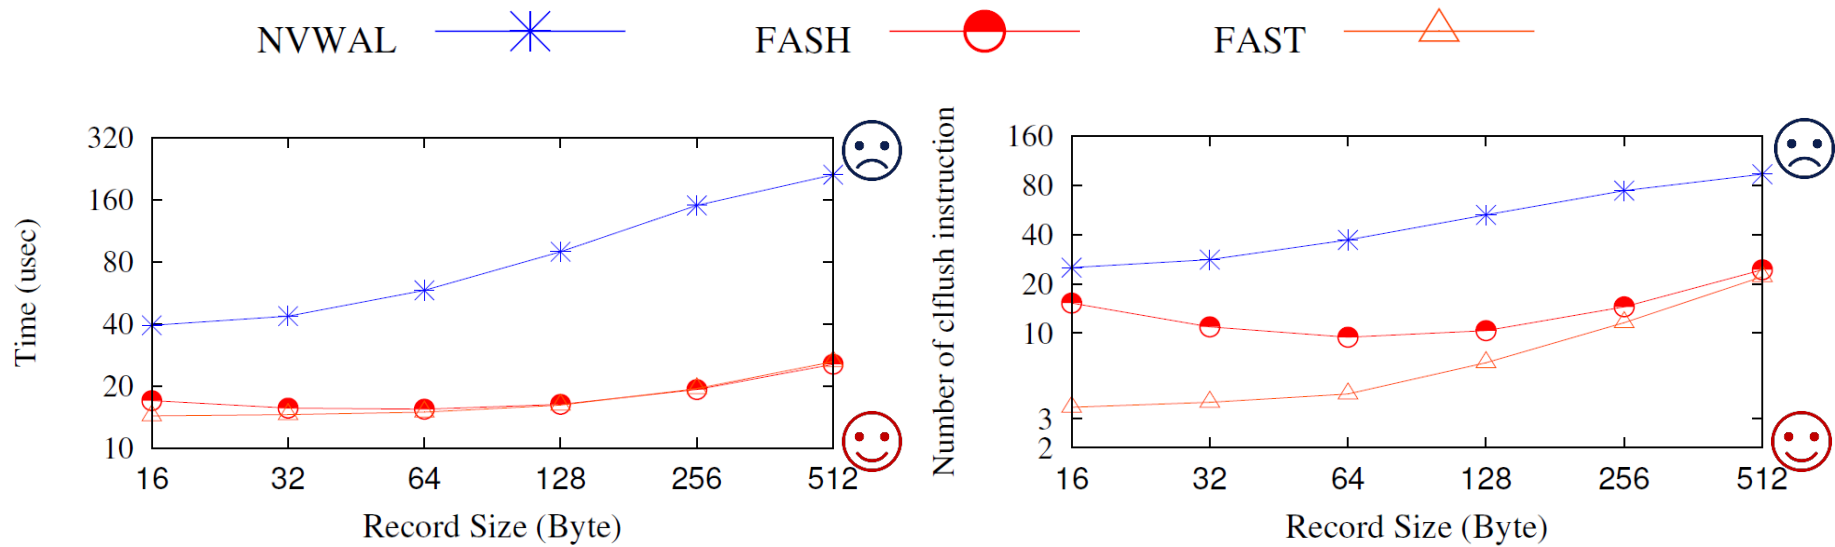 NVWAL FASH FAST
Time (usec)
320
160
80
40
20
10
16 32 64 128 256 512
Record Size (Byte)
Number of clflush instruction
160
80
40
20
10
3
2
16 32 64 128 256 512
Record Size (Byte)